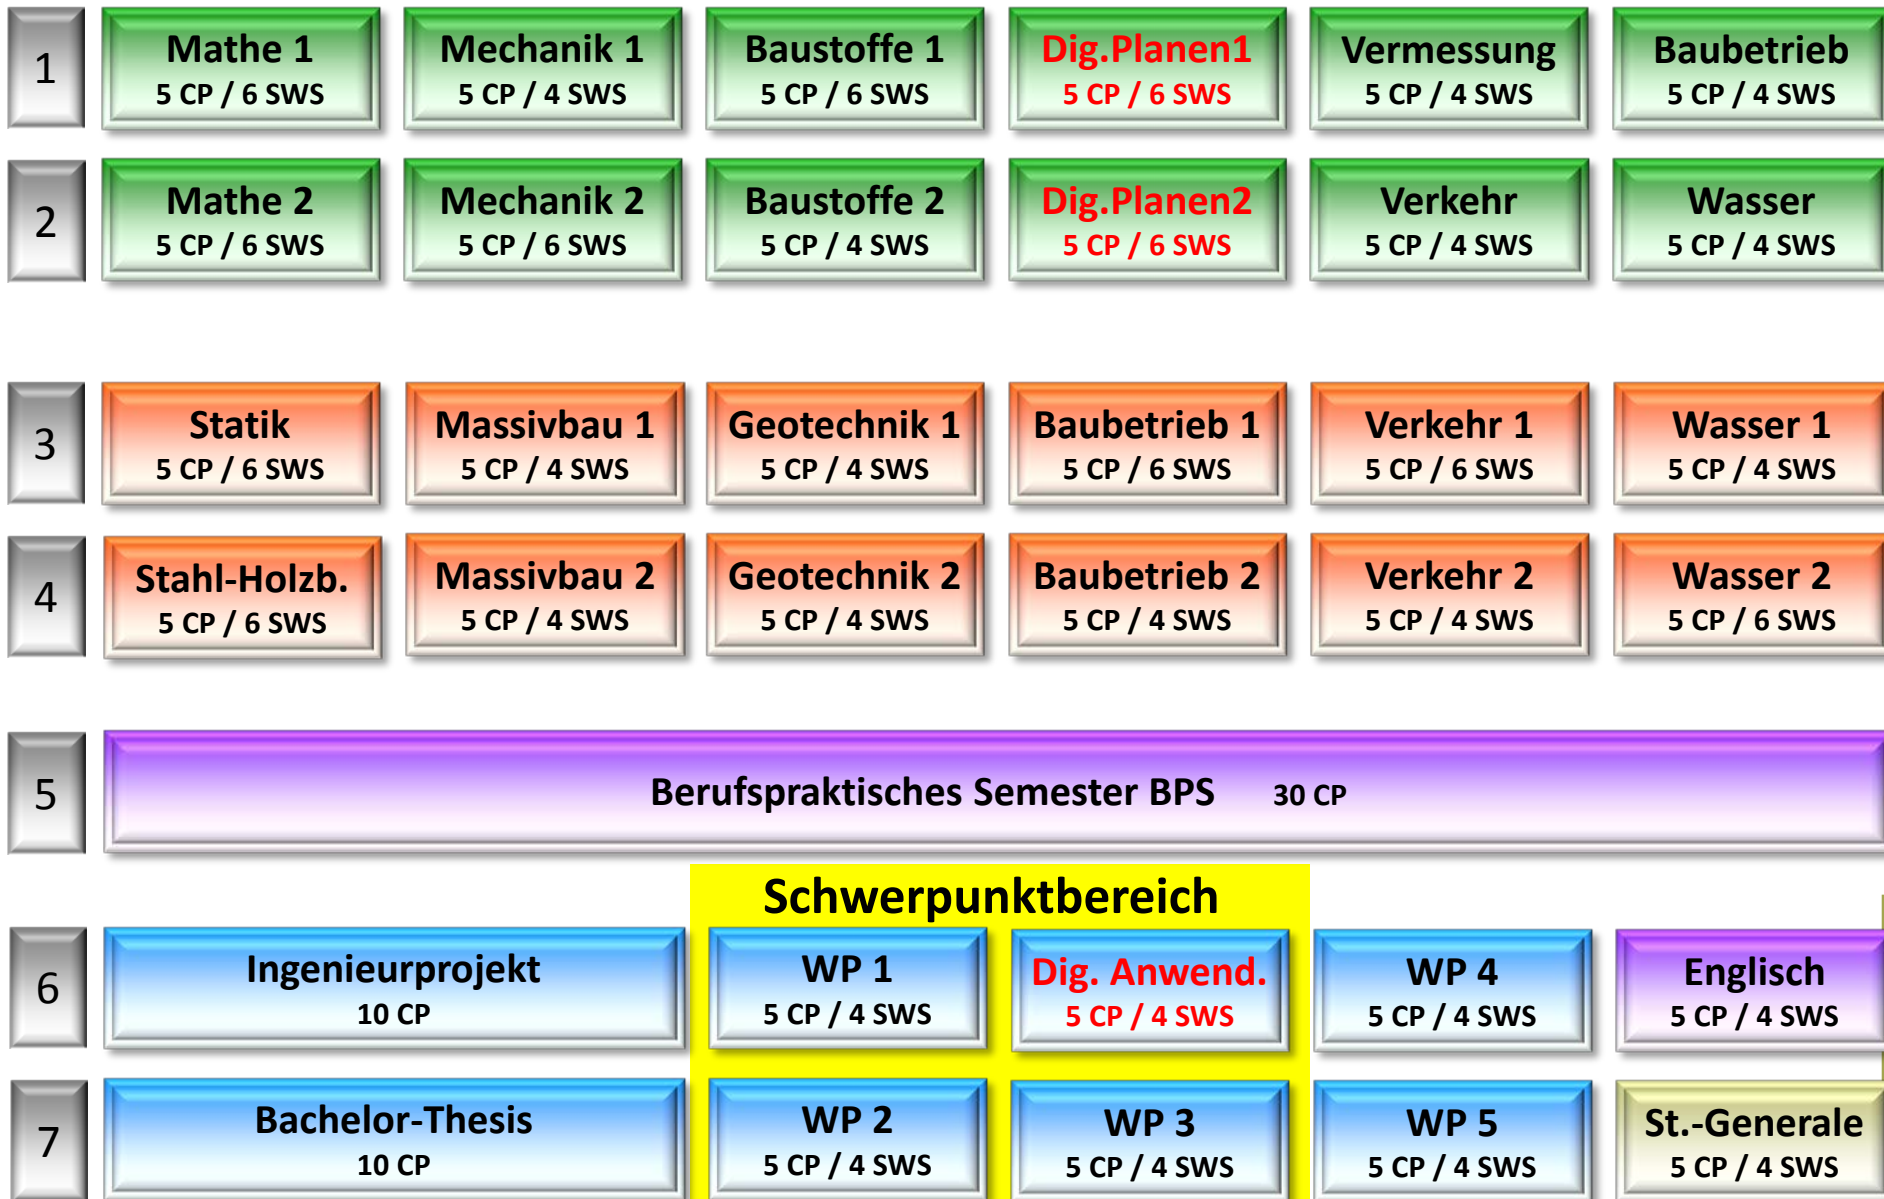 1
Mathe 1
5 CP / 6 SWS
Mechanik 1
5 CP / 4 SWS
Baustoffe 1
5 CP / 6 SWS
Dig.Planen1
5 CP / 6 SWS
Vermessung
5 CP / 4 SWS
Baubetrieb
5 CP / 4 SWS
2
Mathe 2
5 CP / 6 SWS
Mechanik 2
5 CP / 6 SWS
Baustoffe 2
5 CP / 4 SWS
Dig.Planen2
5 CP / 6 SWS
Verkehr
5 CP / 4 SWS
Wasser
5 CP / 4 SWS
3
Statik
5 CP / 6 SWS
Massivbau 1
5 CP / 4 SWS
Geotechnik 1
5 CP / 4 SWS
Baubetrieb 1
5 CP / 6 SWS
Verkehr 1
5 CP / 6 SWS
Wasser 1
5 CP / 4 SWS
4
Stahl-Holzb.
5 CP / 6 SWS
Massivbau 2
5 CP / 4 SWS
Geotechnik 2
5 CP / 4 SWS
Baubetrieb 2
5 CP / 4 SWS
Verkehr 2
5 CP / 4 SWS
Wasser 2
5 CP / 6 SWS
5
Berufspraktisches Semester BPS 30 CP
Schwerpunktbereich
6
Ingenieurprojekt
10 CP
WP 1
5 CP / 4 SWS
Dig. Anwend.
5 CP / 4 SWS
WP 4
5 CP / 4 SWS
Englisch
5 CP / 4 SWS
7
Bachelor-Thesis
10 CP
WP 2
5 CP / 4 SWS
WP 3
5 CP / 4 SWS
WP 5
5 CP / 4 SWS
St.-Generale
5 CP / 4 SWS